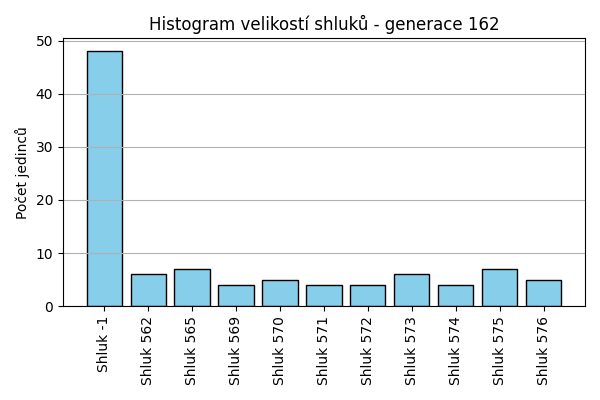 Histogram velikostí shluků - generace 162
Počet jedinců
50
40
30
20
10
0
Shluk -1
Shluk 562
Shluk 565
Shluk 569
Shluk 570
Shluk 571
Shluk 572
Shluk 573
Shluk 574
Shluk 575
Shluk 576